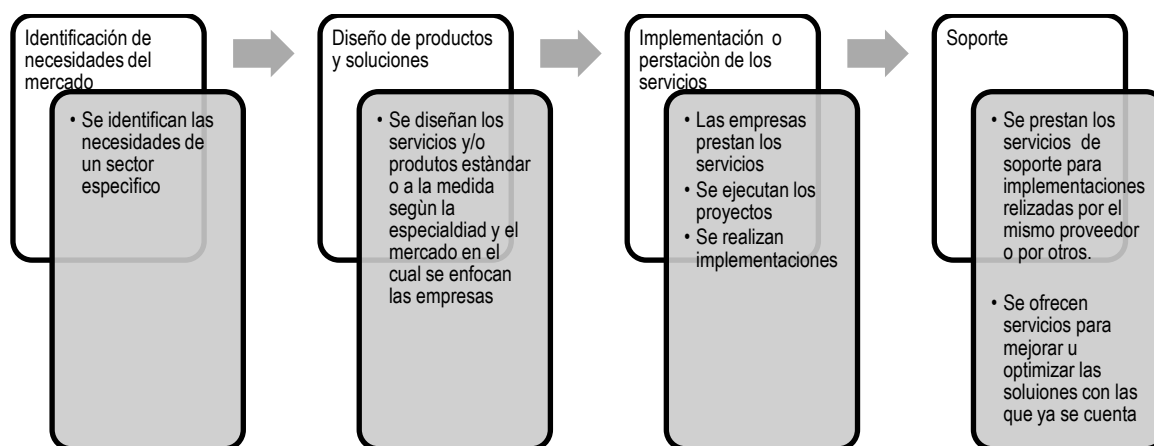 Identificación de
necesidades del
mercado
• Se identifican las
necesidades de
un sector
especìfico
Diseño de productos
y soluciones
• Se diseñan los
servicios y/o
produtos estàndar
o a la medida
segùn la
especialdiad y el
mercado en el
cual se enfocan
las empresas
Implementación o
perstaciòn de los
servicios
• Las empresas
prestan los
servicios
• Se ejecutan los
proyectos
• Se realizan
implementaciones
Soporte
• Se prestan los
servicios de
soporte para
implementaciones
relizadas por el
mismo proveedor
o por otros.
• Se ofrecen
servicios para
mejorar u
optimizar las
soluiones con las
que ya se cuenta